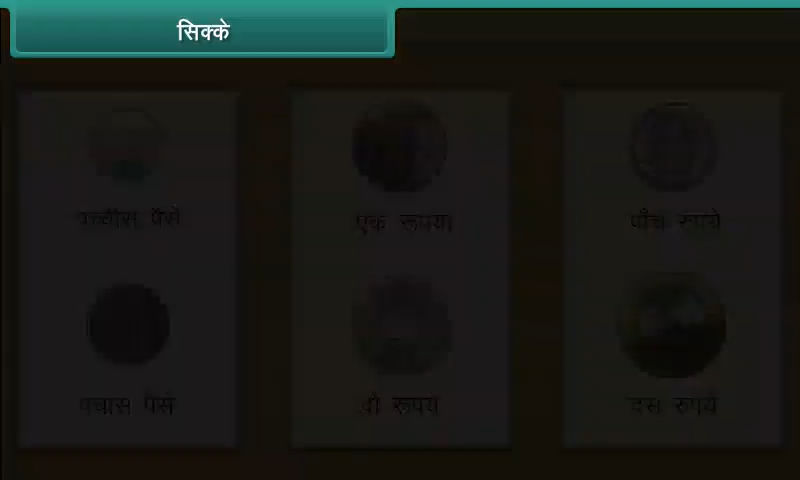 सिक्के
पच्चीस पैसे
एक रूपया
पाँच रुपये
पचास पैसे
दो रूपये
दस रुपये